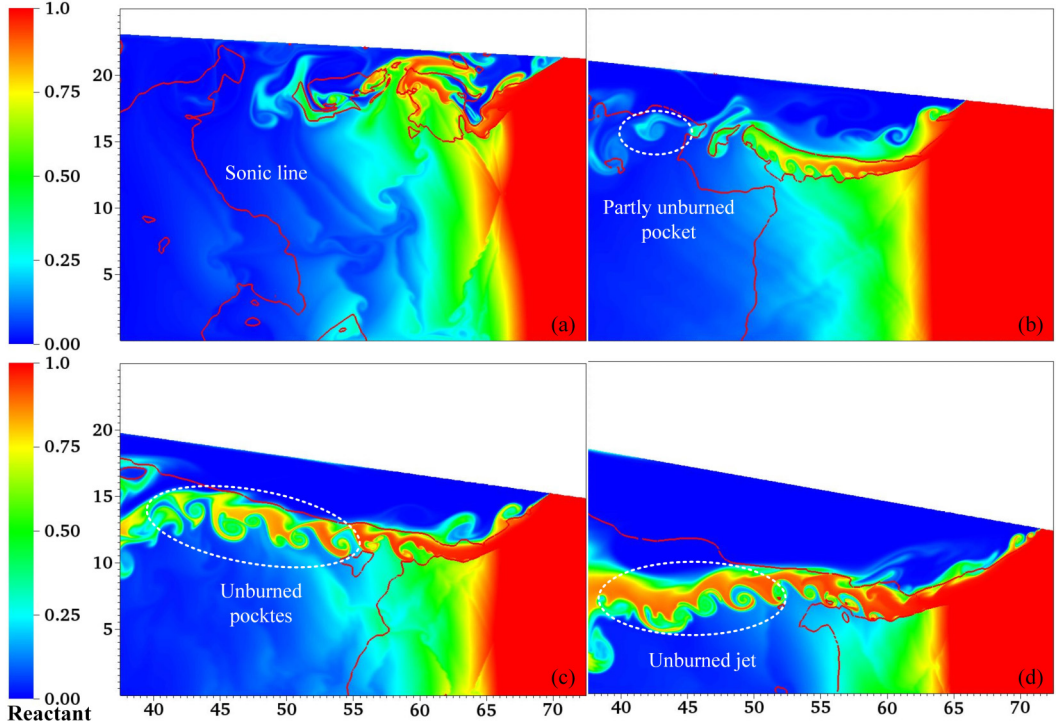 1.0
0.75
0.50
0.25
0.00
20
15
10
5
Sonic line
(a)
Partly unburned
pocket
(b)
1.0
0.75
0.50
0.25
0.00
Reactant
20
15
10
5
Unburned
pocktes
(c)
40 45 50 55 60 65 70
Unburned jet
(d)
40 45 50 55 60 65 70